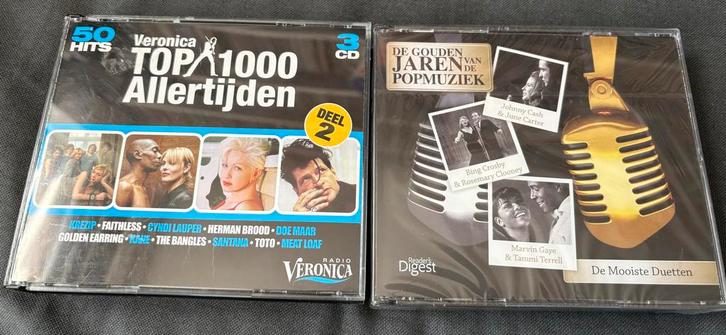 50
HITS
Veronica
TOP 1000
Allertijden
3
CD
DEEL
2
KREZIP • FAITHLESS • CYNDI LAUPER • HERMAN BROOD • DOE MAAR
GOLDEN EARRING • KANE • THE BANGLES • SANTANA • TOTO • MEAT LOAF
RADIO
VERONICA
DE GOUDEN
JAREN VAN DE
POPMUZIEK
Johnny Cash
& June Carter
Bing Crosby
& Rosemary Clooney
Marvin Gaye
& Tammi Terrell
Reader's
Digest
De Mooiste Duetten